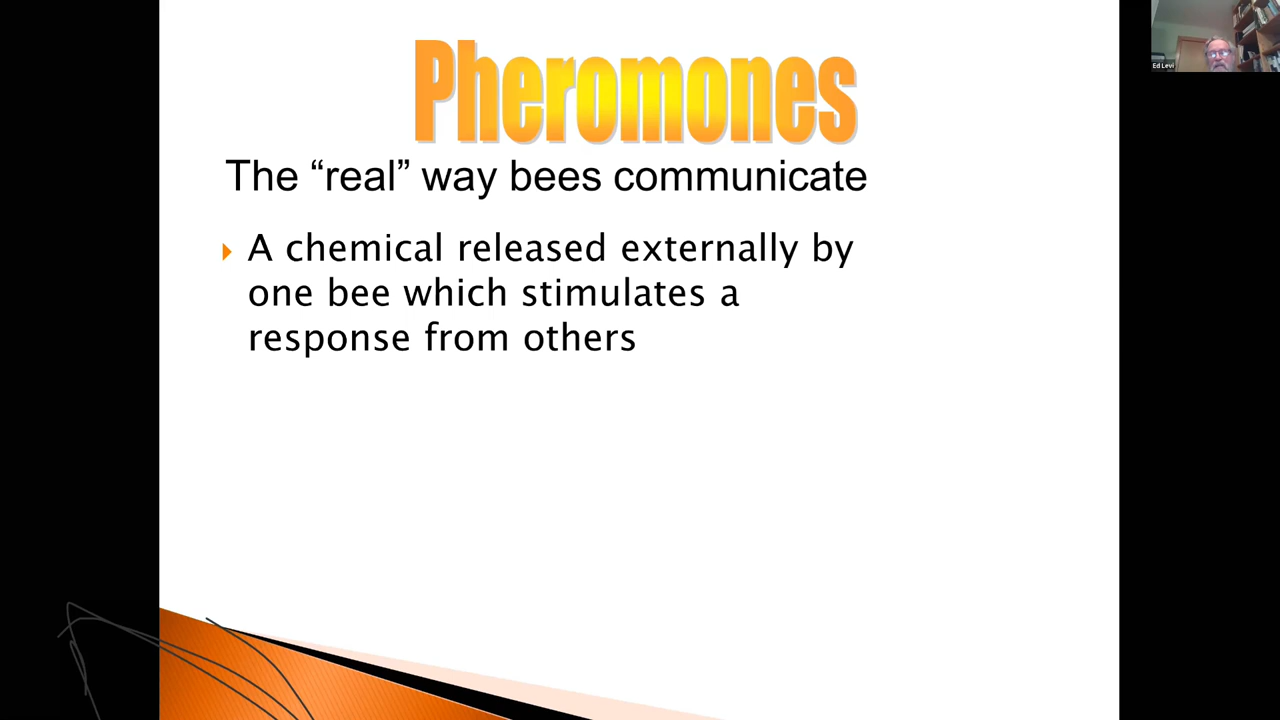 Pheromones
The “real” way bees communicate
A chemical released externally by
one bee which stimulates a
response from others
Ed Levi